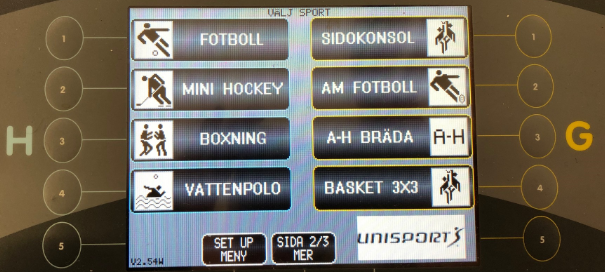 VÄLJ SPORT
1 FOTBOLL SIDOKONSOL 1
2 MINI HOCKEY AM FOTBOLL 2
H 3 BOXNING A-H BRÄDA A-H 3 G
4 VATTENPOLO BASKET 3X3 4
5 SET UP MENY SIDA 2/3 MER UNISPORT 5
V2.54W